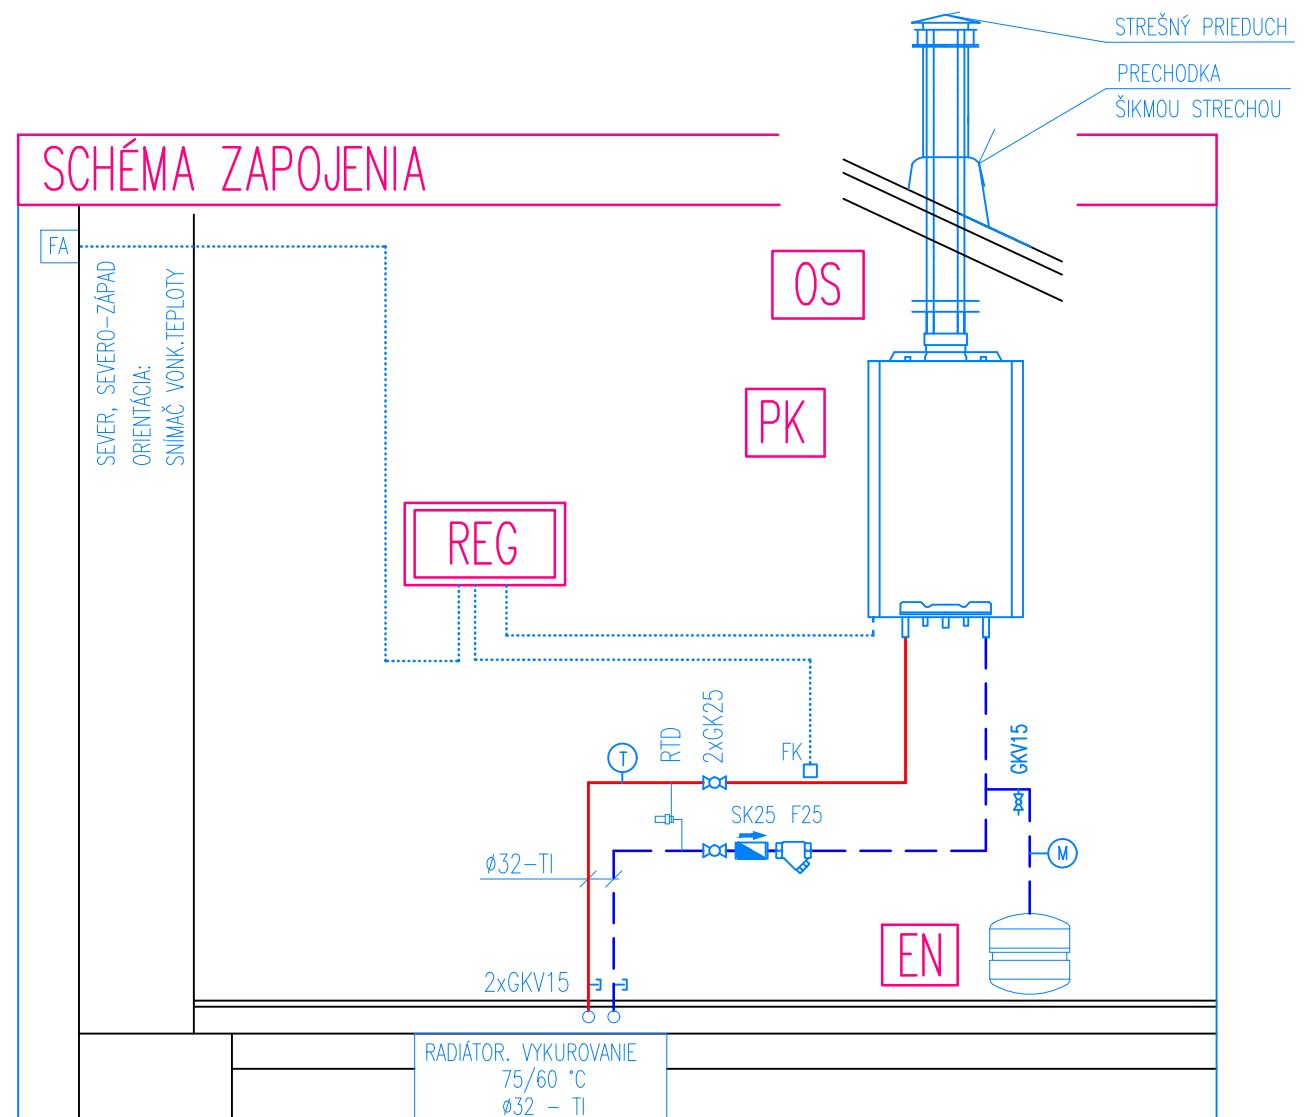 STREŠNÝ PRIEDUCH
PRECHODKA
ŠIKMOU STRECHOU
SCHÉMA ZAPOJENIA
FA
SEVER, SEVERO-ZÁPAD
ORIENTÁCIA:
SNÍMAČ VONK.TEPLOTY
OS
PK
REG
T
RTD
2xGK25
FK
GKV15
SK25 F25
M
ø32-TI
EN
2xGKV15
RADIÁTOR. VYKUROVANIE
75/60 °C
ø32 - TI